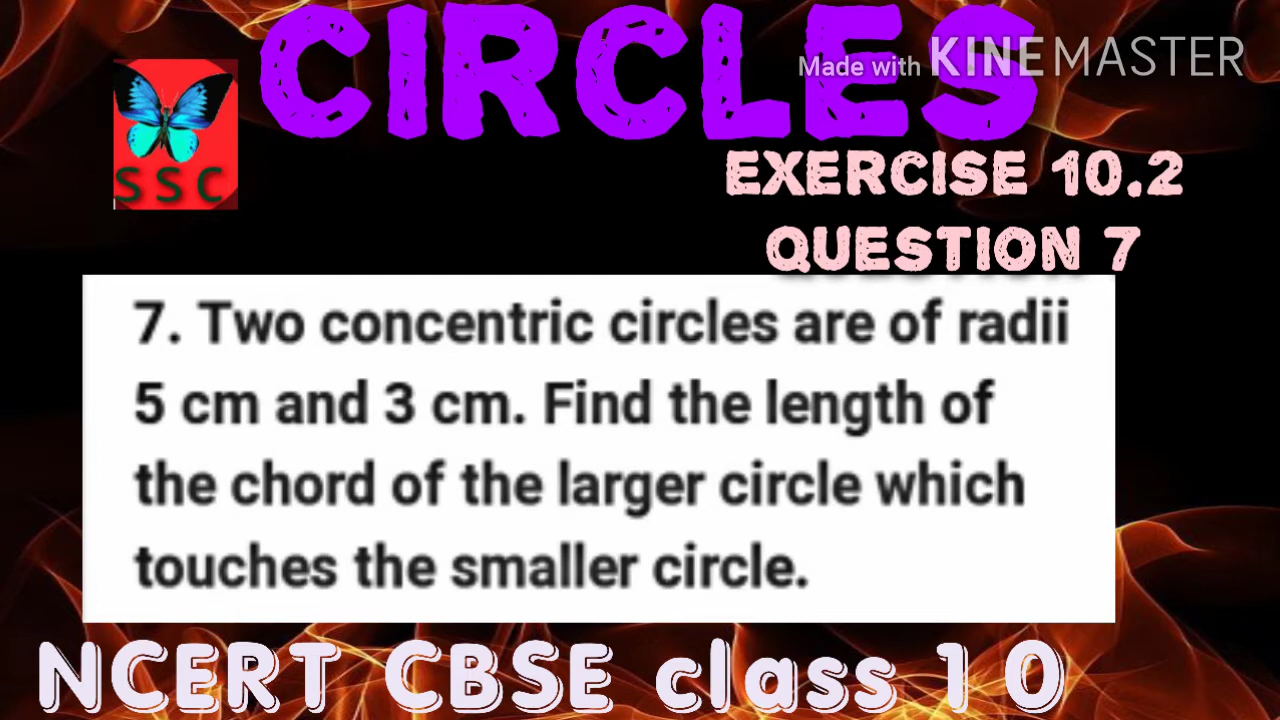 CIRCLES
Made with KINEMASTER
SSC
EXERCISE 10.2
QUESTION 7
7. Two concentric circles are of radii
5 cm and 3 cm. Find the length of
the chord of the larger circle which
touches the smaller circle.
NCERT CBSE class 10